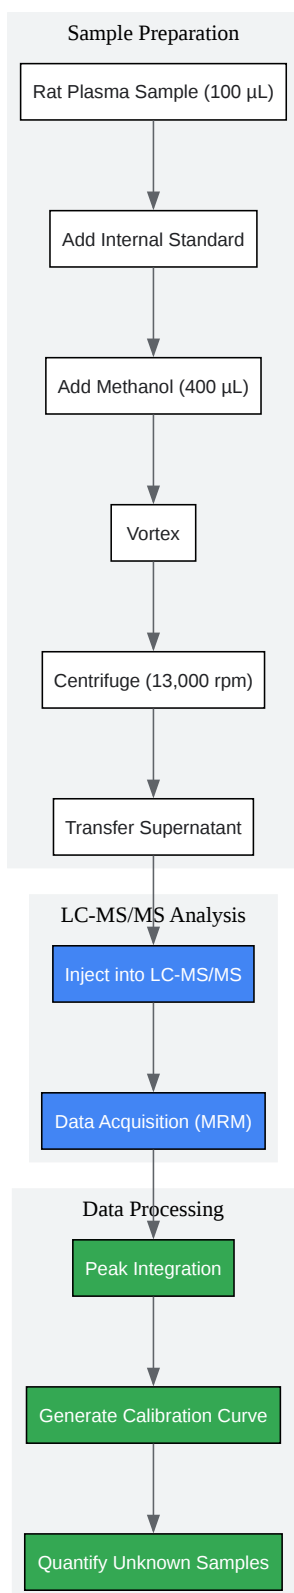 Sample Preparation
Rat Plasma Sample (100 µL)
Add Internal Standard
Add Methanol (400 µL)
Vortex
Centrifuge (13,000 rpm)
Transfer Supernatant
LC-MS/MS Analysis
Inject into LC-MS/MS
Data Acquisition (MRM)
Data Processing
Peak Integration
Generate Calibration Curve
Quantify Unknown Samples